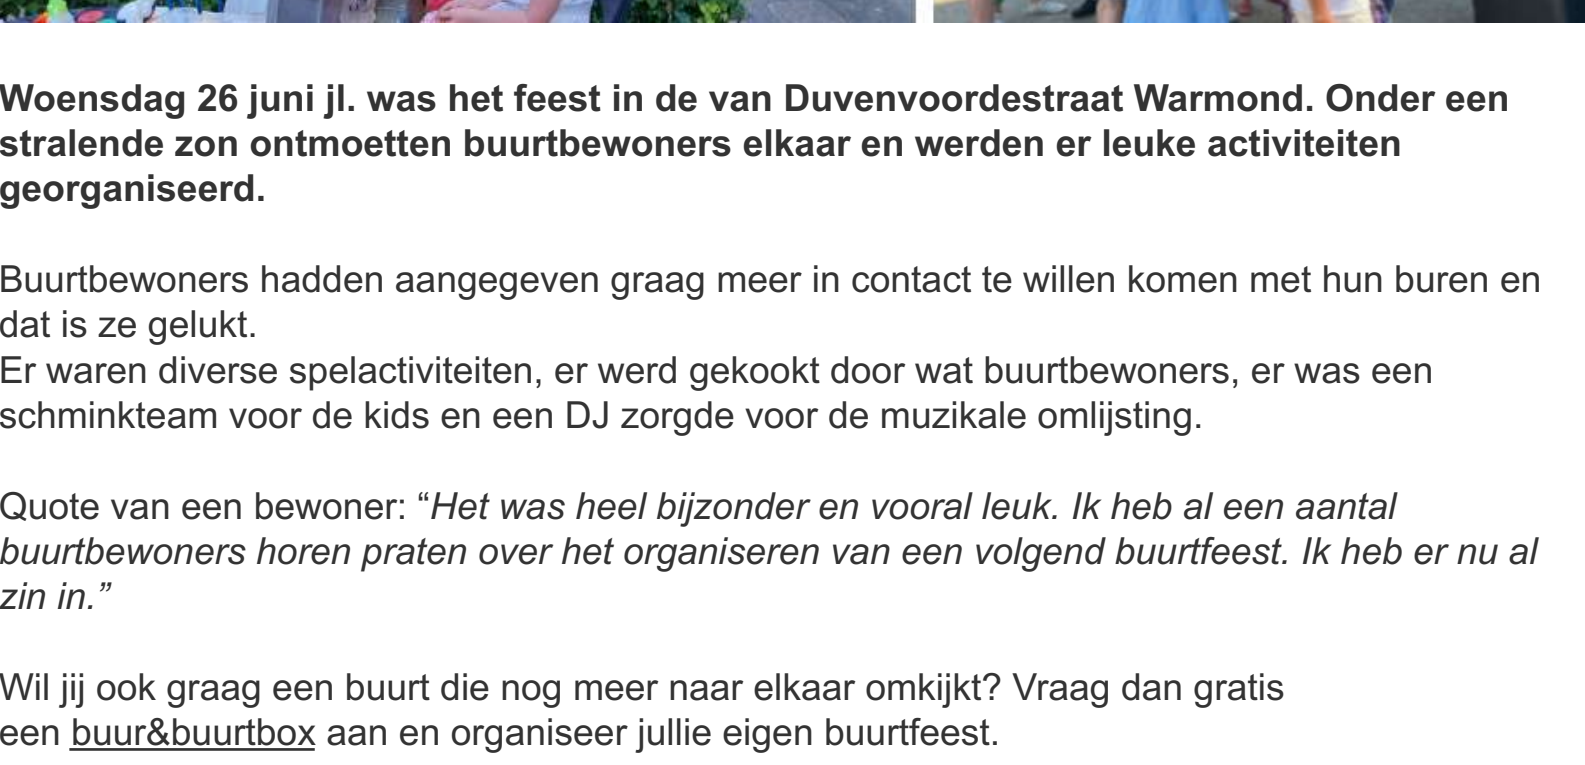 Woensdag 26 juni jl. was het feest in de van Duvenvoordestraat Warmond. Onder een
stralende zon ontmoetten buurtbewoners elkaar en werden er leuke activiteiten
georganiseerd.
Buurtbewoners hadden aangegeven graag meer in contact te willen komen met hun buren en
dat is ze gelukt.
Er waren diverse spelactiviteiten, er werd gekookt door wat buurtbewoners, er was een
schminkteam voor de kids en een DJ zorgde voor de muzikale omlijsting.
Quote van een bewoner: “Het was heel bijzonder en vooral leuk. Ik heb al een aantal
buurtbewoners horen praten over het organiseren van een volgend buurtfeest. Ik heb er nu al
zin in.”
Wil jij ook graag een buurt die nog meer naar elkaar omkijkt? Vraag dan gratis
een buur&buurtbox aan en organiseer jullie eigen buurtfeest.